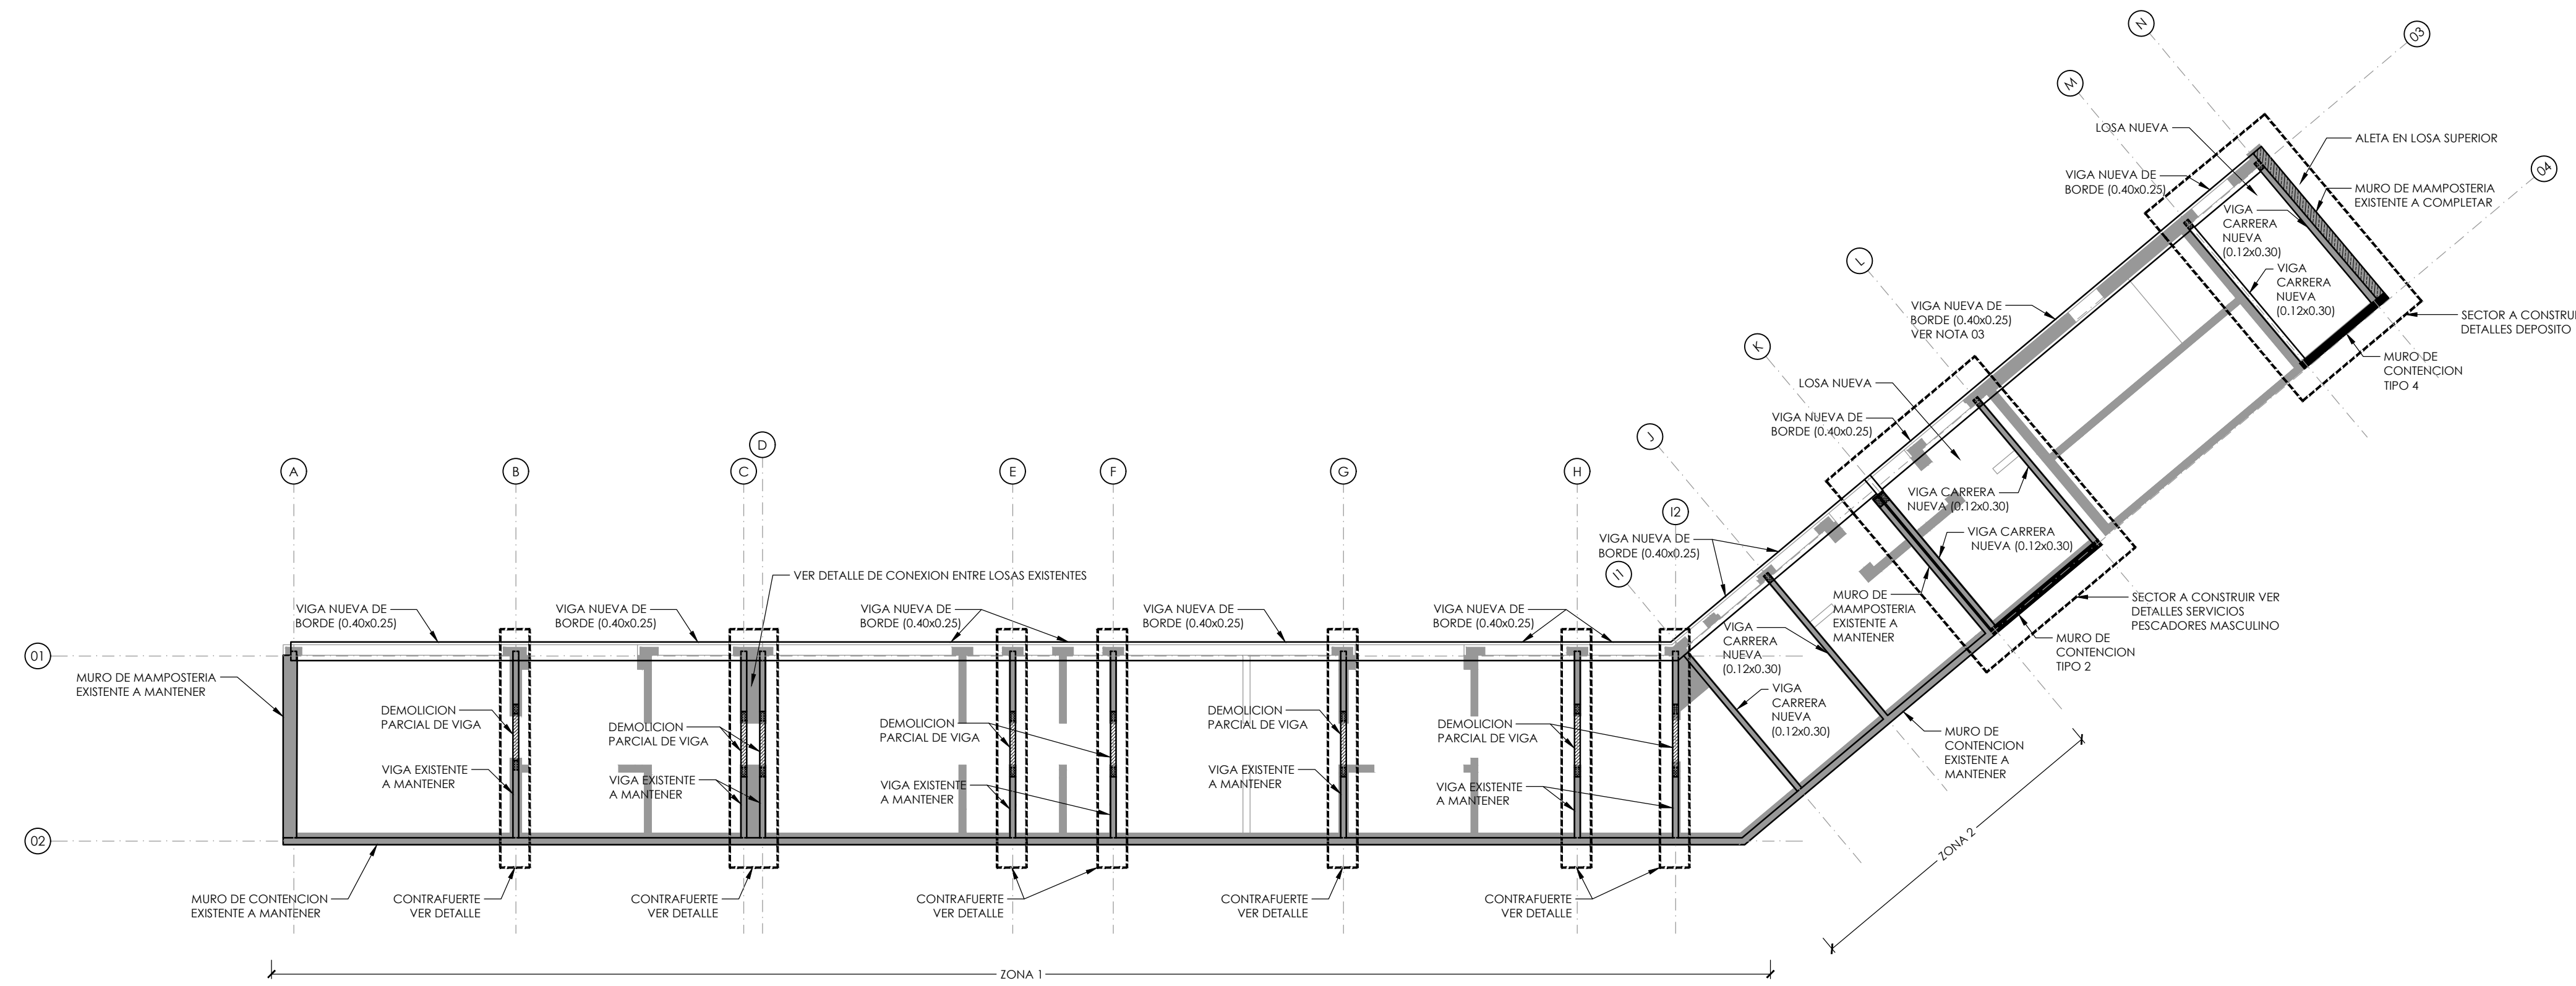 N
03
M
LOSA NUEVA
ALETA EN LOSA SUPERIOR
04
VIGA NUEVA DE
BORDE (0.40x0.25)
MURO DE MAMPOSTERIA
EXISTENTE A COMPLETAR
VIGA
CARRERA
NUEVA
(0.12x0.30)
VIGA
CARRERA
NUEVA
(0.12x0.30)
L
VIGA NUEVA DE
BORDE (0.40x0.25)
VER NOTA 03
SECTOR A CONSTRUI
DETALLES DEPOSITO
MURO DE
CONTENCION
TIPO 4
K
LOSA NUEVA
VIGA NUEVA DE
BORDE (0.40x0.25)
J
VIGA CARRERA
NUEVA (0.12x0.30)
VIGA CARRERA
NUEVA (0.12x0.30)
A
B
C
D
E
F
G
H
I2
I1
VIGA NUEVA DE
BORDE (0.40x0.25)
VER DETALLE DE CONEXION ENTRE LOSAS EXISTENTES
MURO DE
MAMPOSTERIA
EXISTENTE A
MANTENER
SECTOR A CONSTRUIR VER
DETALLES SERVICIOS
PESCADORES MASCULINO
MURO DE
CONTENCION
TIPO 2
VIGA NUEVA DE
BORDE (0.40x0.25)
VIGA NUEVA DE
BORDE (0.40x0.25)
VIGA NUEVA DE
BORDE (0.40x0.25)
VIGA NUEVA DE
BORDE (0.40x0.25)
VIGA NUEVA DE
BORDE (0.40x0.25)
VIGA
CARRERA
NUEVA
(0.12x0.30)
VIGA
CARRERA
NUEVA
(0.12x0.30)
01
MURO DE MAMPOSTERIA
EXISTENTE A MANTENER
DEMOLICION
PARCIAL DE VIGA
DEMOLICION
PARCIAL DE VIGA
DEMOLICION
PARCIAL DE VIGA
DEMOLICION
PARCIAL DE VIGA
DEMOLICION
PARCIAL DE VIGA
MURO DE
CONTENCION
EXISTENTE A
MANTENER
VIGA EXISTENTE
A MANTENER
VIGA EXISTENTE
A MANTENER
VIGA EXISTENTE
A MANTENER
VIGA EXISTENTE
A MANTENER
VIGA EXISTENTE
A MANTENER
02
ZONA 2
MURO DE CONTENCION
EXISTENTE A MANTENER
CONTRAFUERTE
VER DETALLE
CONTRAFUERTE
VER DETALLE
CONTRAFUERTE
VER DETALLE
CONTRAFUERTE
VER DETALLE
CONTRAFUERTE
VER DETALLE
ZONA 1